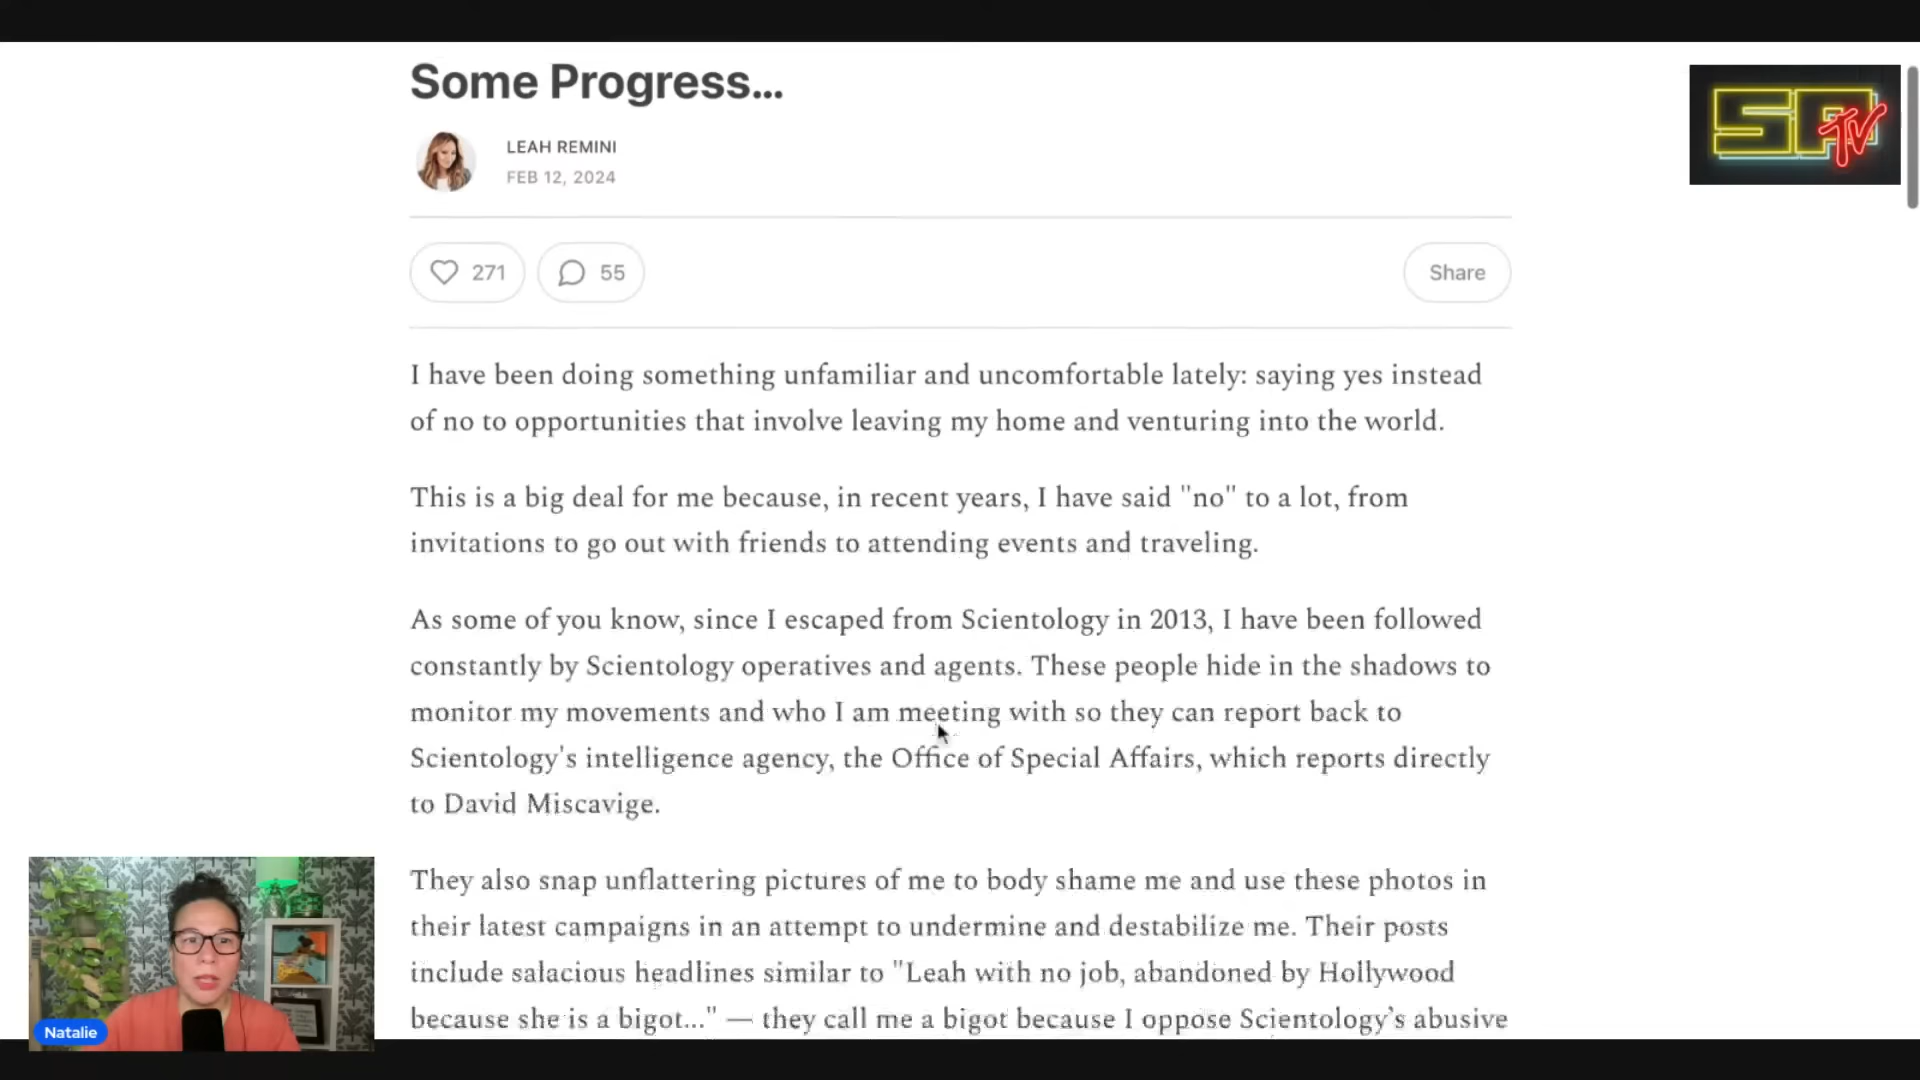 Some Progress...
LEAH REMINI
FEB 12, 2024
271
55
Share
SPTV
I have been doing something unfamiliar and uncomfortable lately: saying yes instead
of no to opportunities that involve leaving my home and venturing into the world.
This is a big deal for me because, in recent years, I have said "no" to a lot, from
invitations to go out with friends to attending events and traveling.
As some of you know, since I escaped from Scientology in 2013, I have been followed
constantly by Scientology operatives and agents. These people hide in the shadows to
monitor my movements and who I am meeting with so they can report back to
Scientology's intelligence agency, the Office of Special Affairs, which reports directly
to David Miscavige.
They also snap unflattering pictures of me to body shame me and use these photos in
their latest campaigns in an attempt to undermine and destabilize me. Their posts
include salacious headlines similar to "Leah with no job, abandoned by Hollywood
because she is a bigot..." — they call me a bigot because I oppose Scientology’s abusive
Natalie